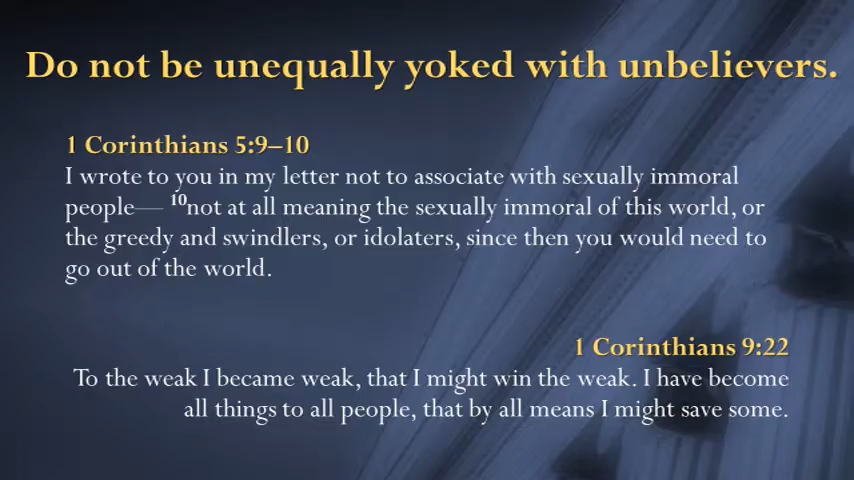 Do not be unequally yoked with unbelievers.
1 Corinthians 5:9–10
I wrote to you in my letter not to associate with sexually immoral
people— 10not at all meaning the sexually immoral of this world, or
the greedy and swindlers, or idolaters, since then you would need to
go out of the world.
1 Corinthians 9:22
To the weak I became weak, that I might win the weak. I have become
all things to all people, that by all means I might save some.